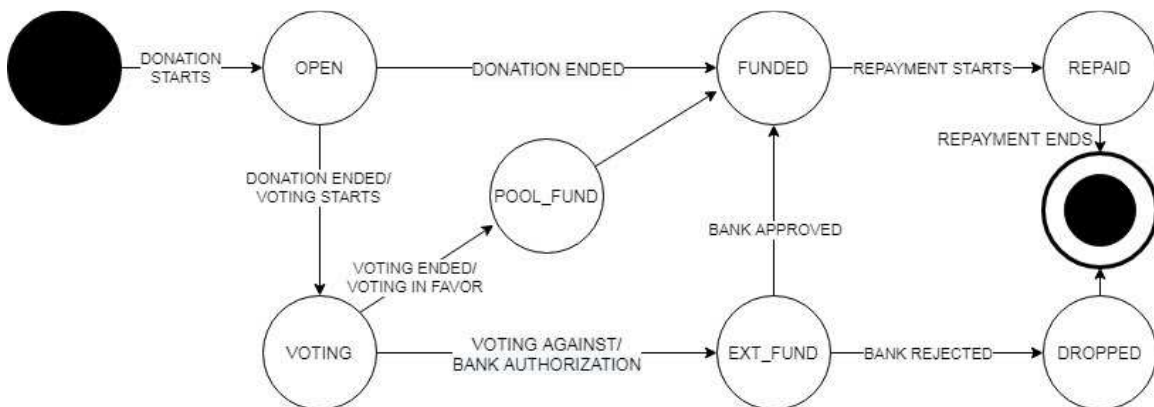 DONATION
STARTS
OPEN
DONATION ENDED
FUNDED
REPAYMENT STARTS
REPAID
REPAYMENT ENDS
DONATION ENDED/
VOTING STARTS
POOL_FUND
BANK APPROVED
VOTING ENDED/
VOTING IN FAVOR
VOTING
VOTING AGAINST/
BANK AUTHORIZATION
EXT_FUND
BANK REJECTED
DROPPED